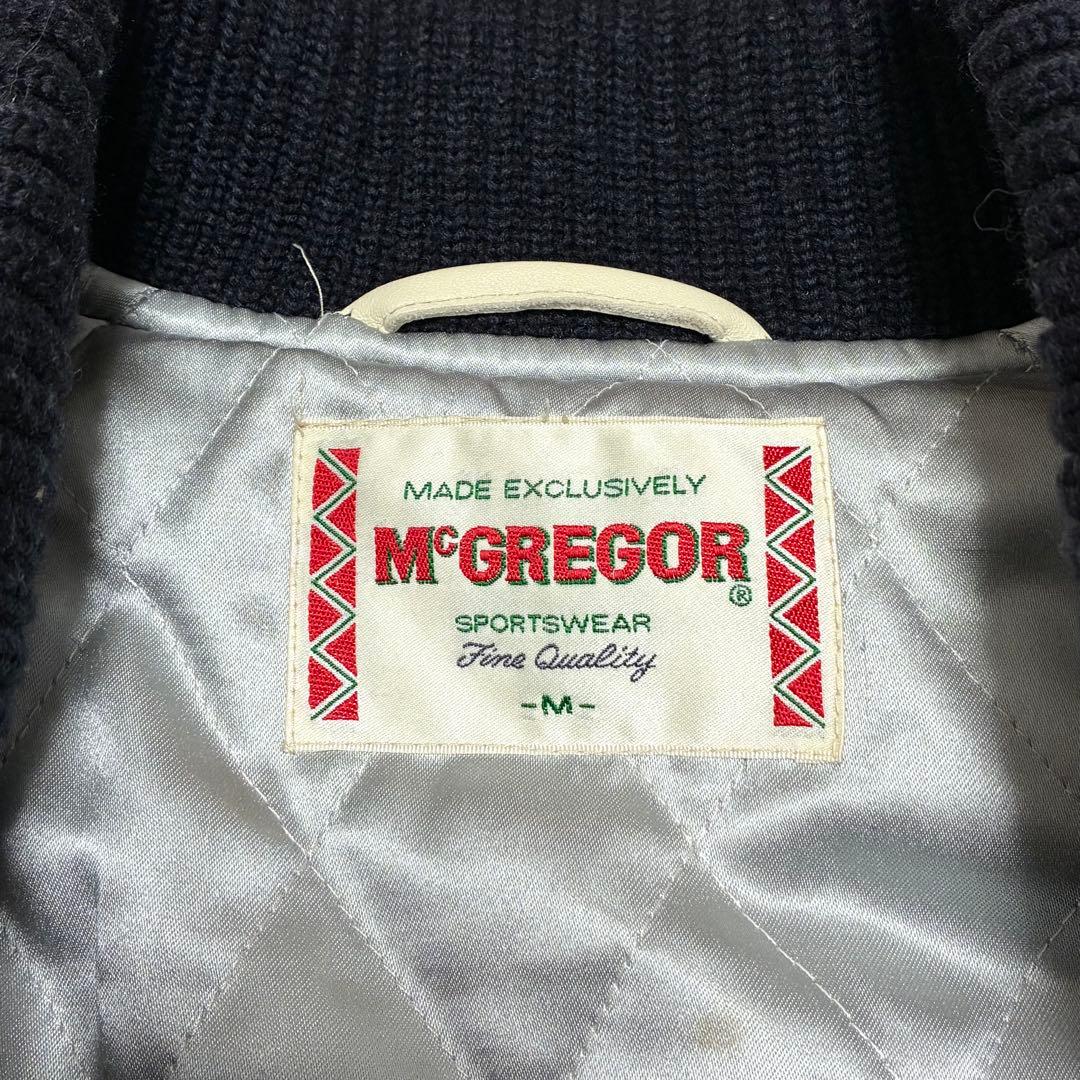 MADE EXCLUSIVELY
McGREGOR®
SPORTSWEAR
Fine Quality
-M-